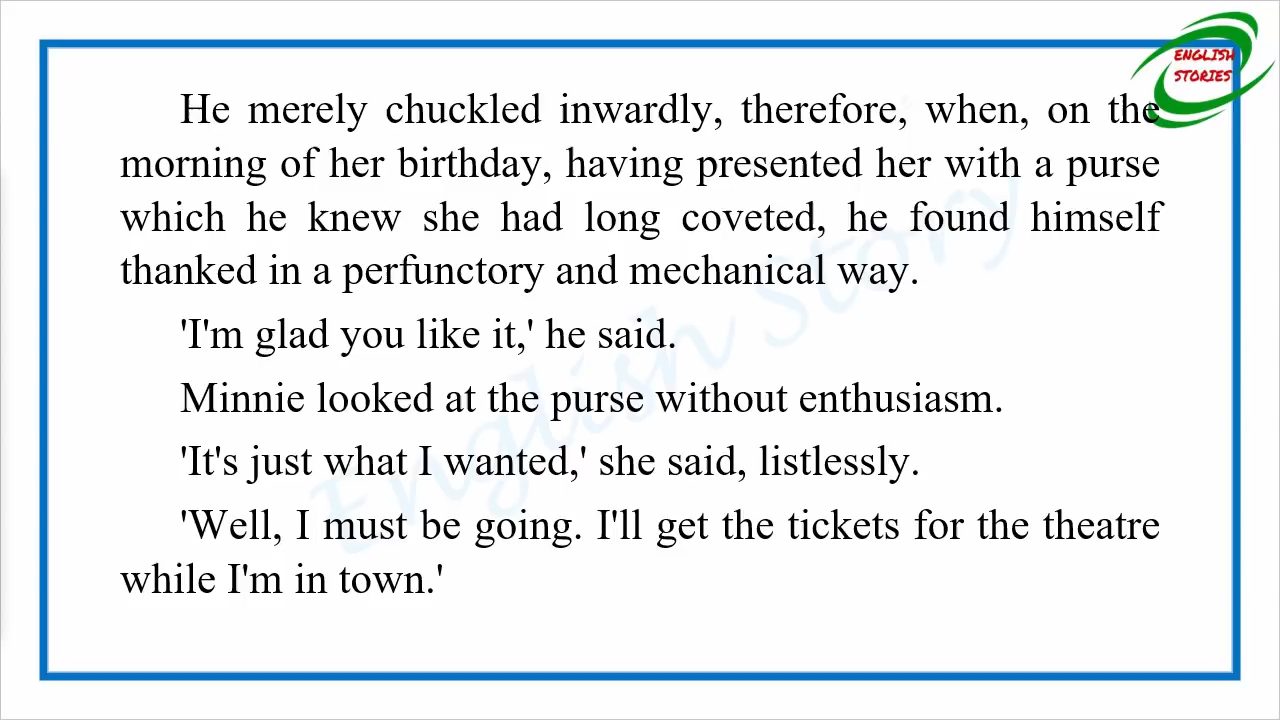 ENGLISH
STORIES
He merely chuckled inwardly, therefore, when, on the
morning of her birthday, having presented her with a purse
which he knew she had long coveted, he found himself
thanked in a perfunctory and mechanical way.
'I'm glad you like it,' he said.
Minnie looked at the purse without enthusiasm.
'It's just what I wanted,' she said, listlessly.
'Well, I must be going. I'll get the tickets for the theatre
while I'm in town.'
English Story